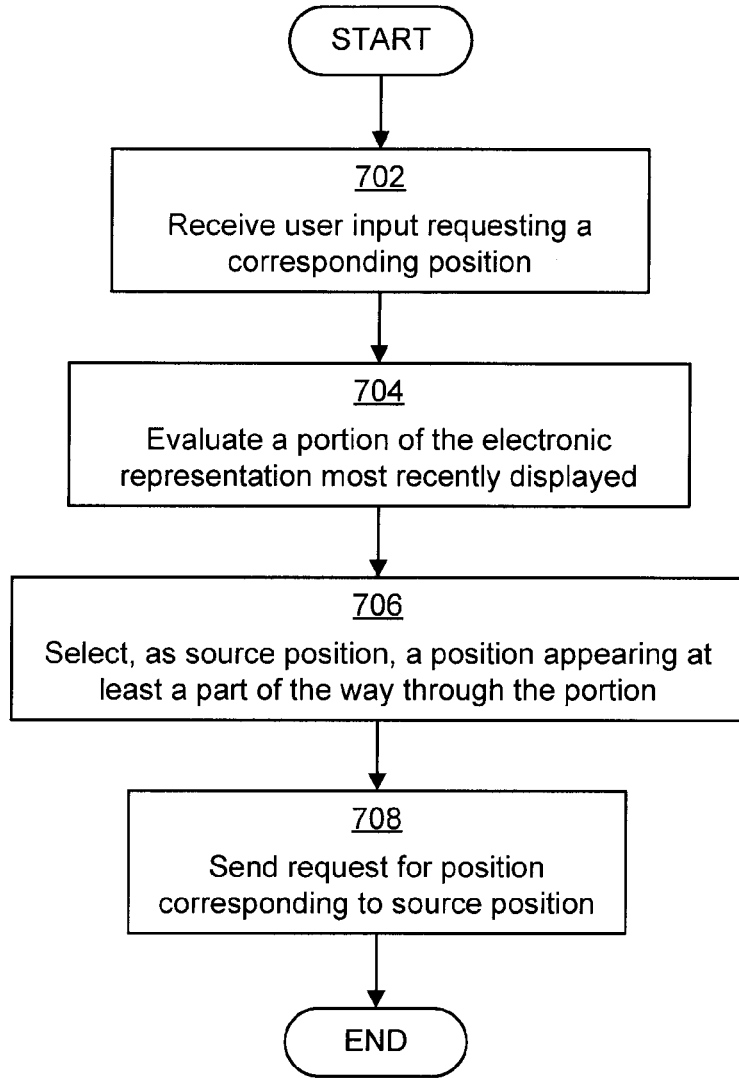 START
702
Receive user input requesting a
corresponding position
704
Evaluate a portion of the electronic
representation most recently displayed
706
Select, as source position, a position appearing at
least a part of the way through the portion
708
Send request for position
corresponding to source position
END